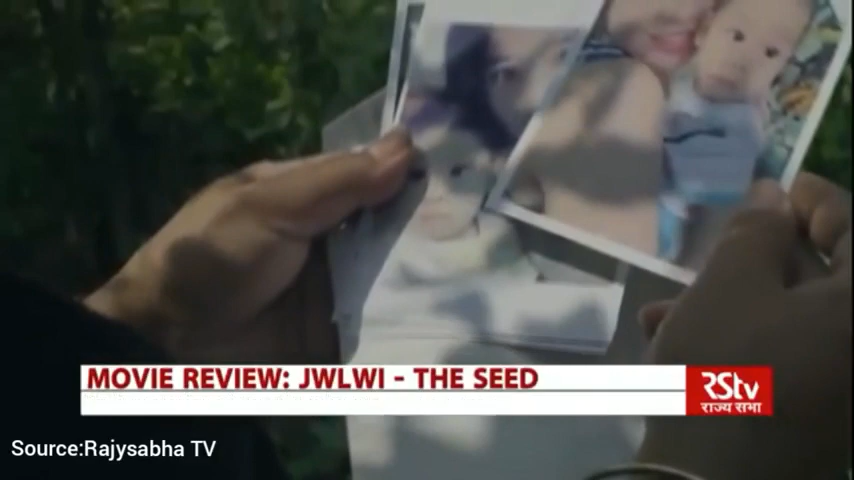 MOVIE REVIEW: JWLWI - THE SEED
RStv
राज्य सभा
Source:Rajysabha TV